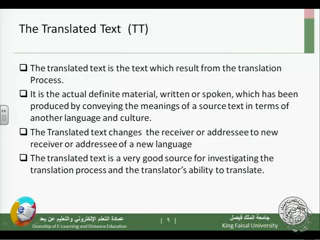 The Translated Text (TT)
The translated text is the text which result from the translation
Process.
It is the actual definite material, written or spoken, which has been
produced by conveying the meanings of a source text in terms of
another language and culture.
The Translated text changes the receiver or addressee to new
receiver or addressee of a new language
The translated text is a very good source for investigating the
translation process and the translator's ability to translate.
عمادة التعلم الإلكتروني والتعليم عن بعد
Deanship of E-Learning and Distance Education
[ ٩ ]
جامعة الملك فيصل
King Faisal University